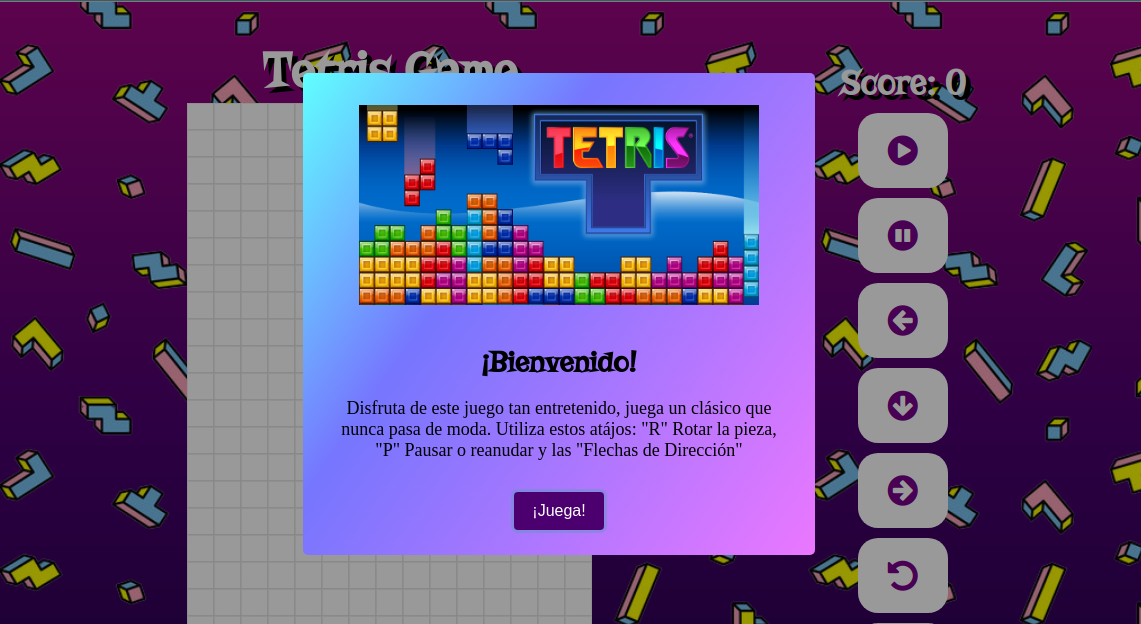 Tetris Game
Score: 0
TETRIS
¡Bienvenido!
Disfruta de este juego tan entretenido, juega un clásico que
nunca pasa de moda. Utiliza estos atájos: "R" Rotar la pieza,
"P" Pausar o reanudar y las "Flechas de Dirección"
¡Juega!